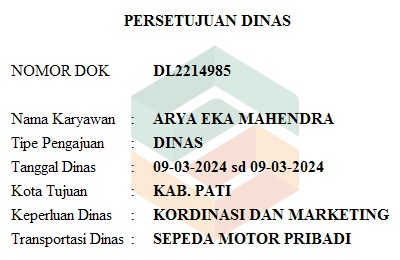 PERSETUJUAN DINAS
NOMOR DOK DL2214985
Nama Karyawan : ARYA EKA MAHENDRA
Tipe Pengajuan : DINAS
Tanggal Dinas : 09-03-2024 sd 09-03-2024
Kota Tujuan : KAB. PATI
Keperluan Dinas : KORDINASI DAN MARKETING
Transportasi Dinas : SEPEDA MOTOR PRIBADI